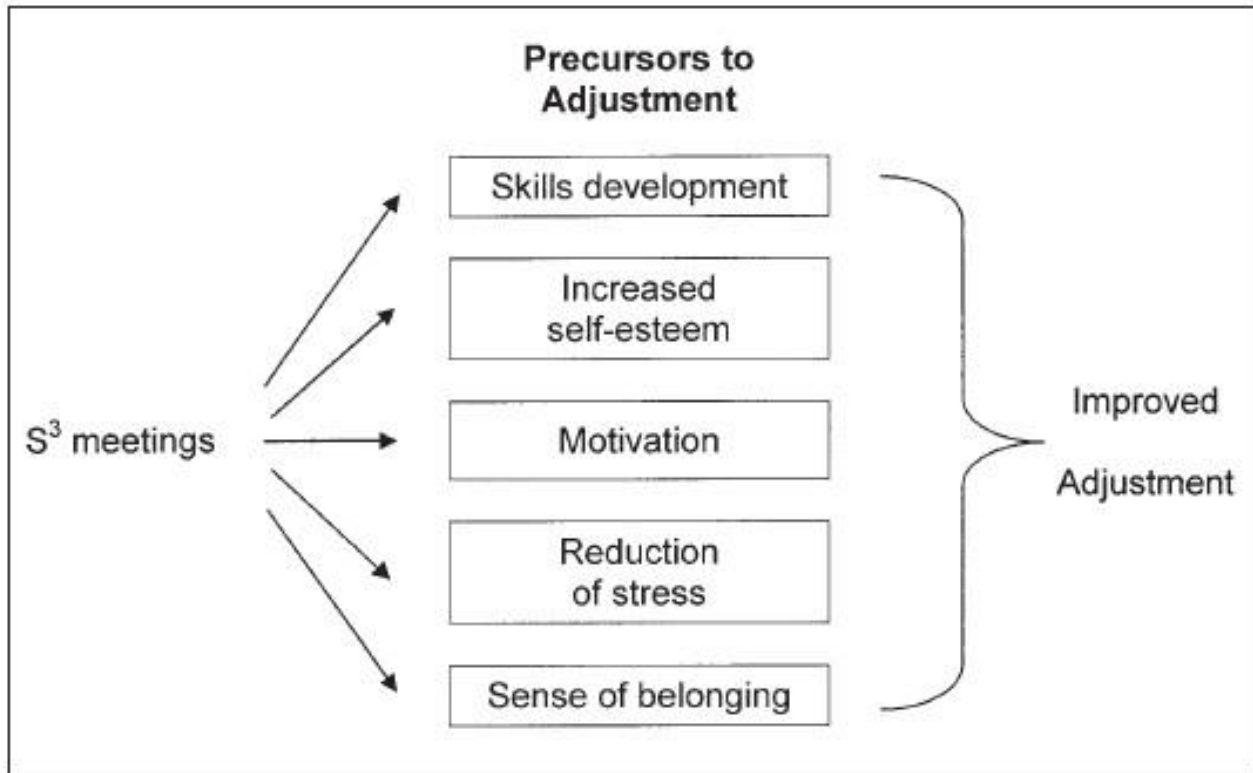 Precursors to
Adjustment
Skills development
Increased
self-esteem
S³ meetings
Motivation
Improved
Adjustment
Reduction
of stress
Sense of belonging